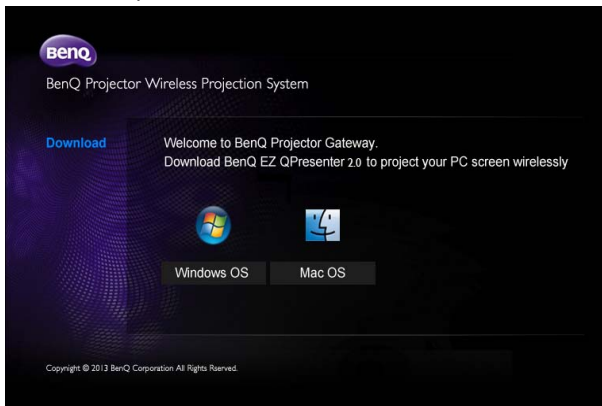 BenQ
BenQ Projector Wireless Projection System
Download
Welcome to BenQ Projector Gateway.
Download BenQ EZ QPresenter 2.0 to project your PC screen wirelessly
Windows OS
Mac OS
Copyright © 2013 BenQ Corporation All Rights Rserved.